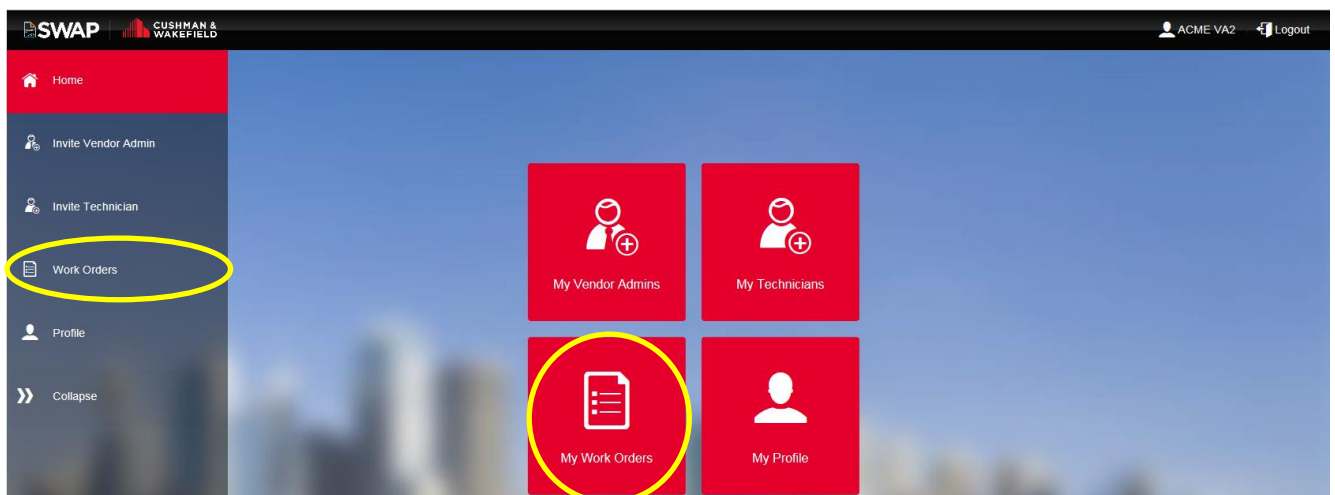 SWAP
CUSHMAN &
WAKEFIELD
ACME VA2
Logout
Home
Invite Vendor Admin
Invite Technician
Work Orders
Profile
Collapse
My Vendor Admins
My Technicians
My Work Orders
My Profile